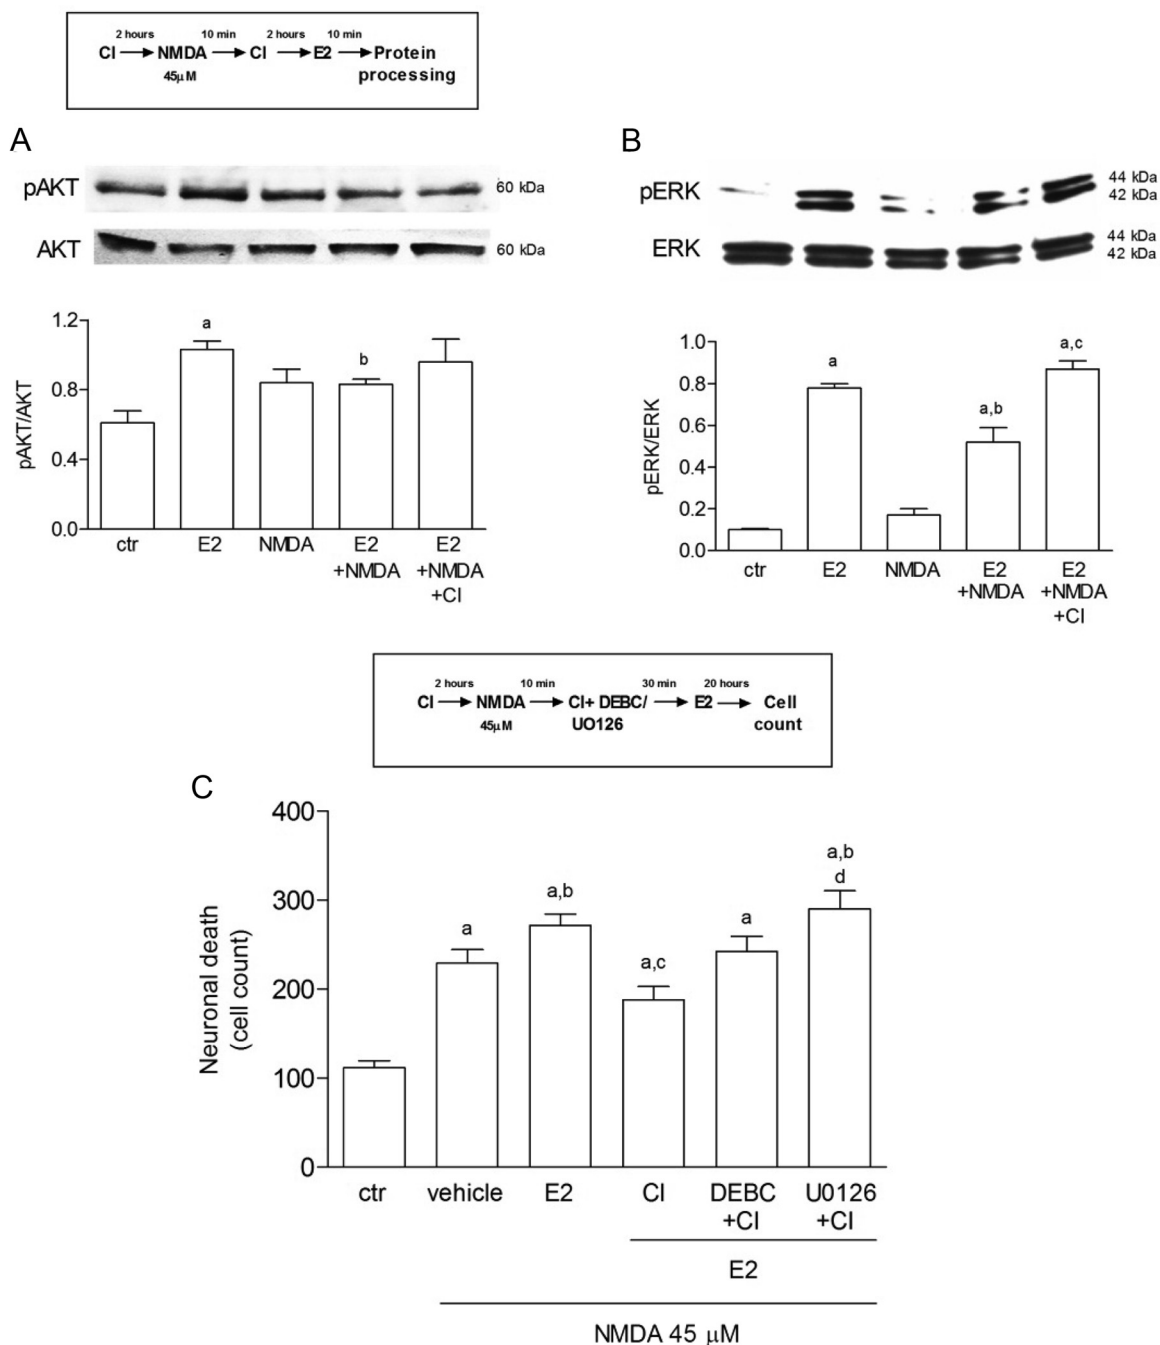 2 hours 10 min 2 hours 10 min
CI NMDA CI E2 Protein
45μM processing
A
pAKT 60 kDa
AKT 60 kDa
1.2
0.8
0.4
0.0
pAKT/AKT
a
b
ctr E2 NMDA E2 E2
+NMDA +NMDA
+CI
B
pERK 44 kDa
42 kDa
ERK 44 kDa
42 kDa
1.0
0.8
0.6
0.4
0.2
0.0
pERK/ERK
a
a,b
a,c
ctr E2 NMDA E2 E2
+NMDA +NMDA
+CI
2 hours 10 min 30 min 20 hours
CI NMDA CI+ DEBC/ E2 Cell
45μM UO126 count
C
400
300
200
100
0
Neuronal death
(cell count)
a
a,b
a,c
a
a,b
d
ctr vehicle E2 CI DEBC U0126
+CI +CI
E2
NMDA 45 μM